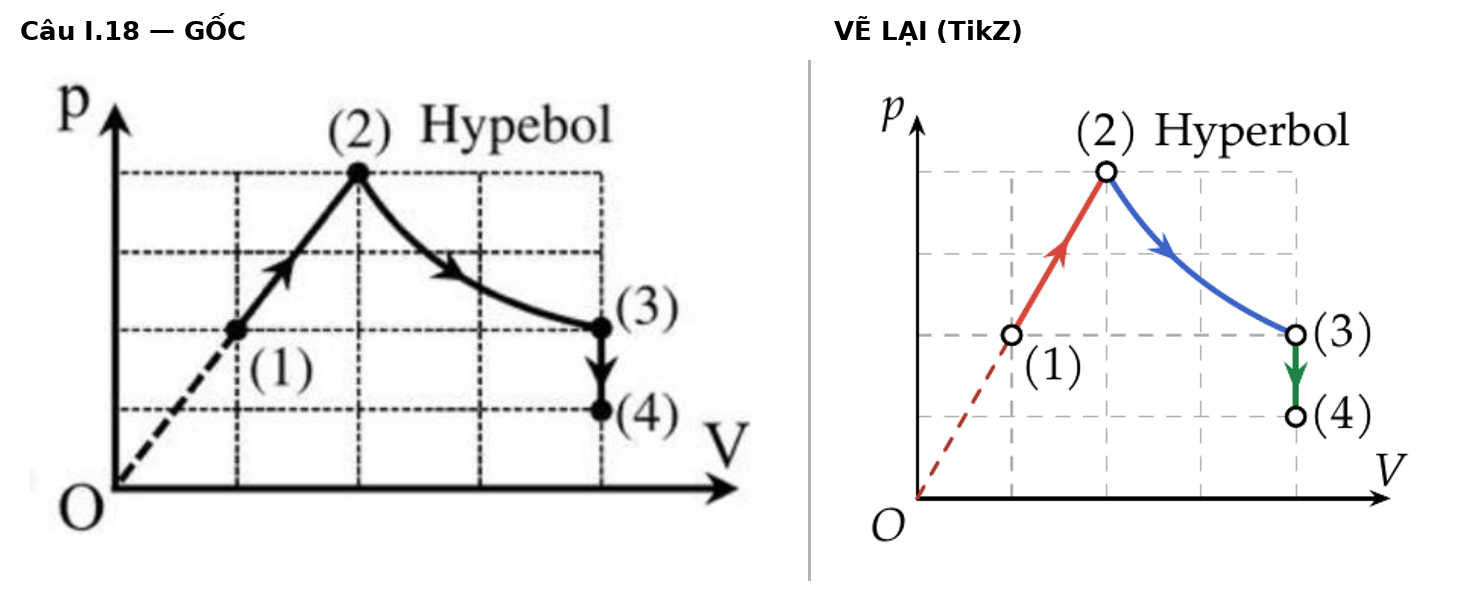 Câu I.18 — GỐC
p
(2) Hypebol
(3)
(1)
(4)
V
O
VẼ LẠI (TikZ)
p
(2) Hyperbol
(3)
(1)
(4)
V
O